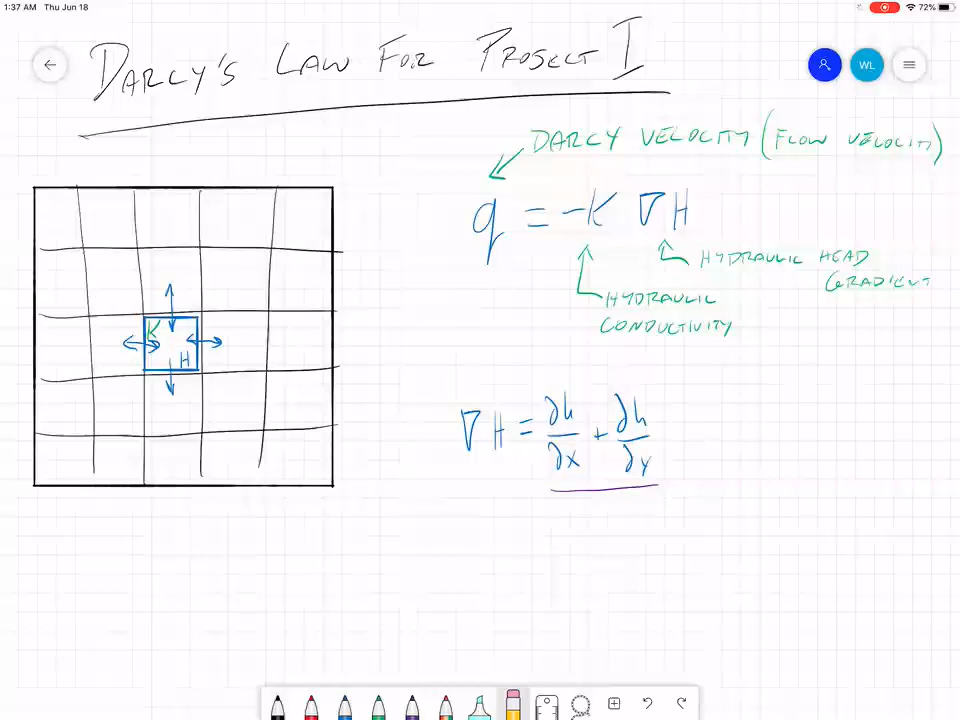 1:37 AM Thu Jun 18
72%
DARCY'S LAW FOR PROJECT I
WL
DARCY VELOCITY (FLOW VELOCITY)
q = -K ∇H
HYDRAULIC HEAD
GRADIENT
HYDRAULIC
CONDUCTIVITY
K
H
∇H = ∂h/∂x + ∂h/∂y